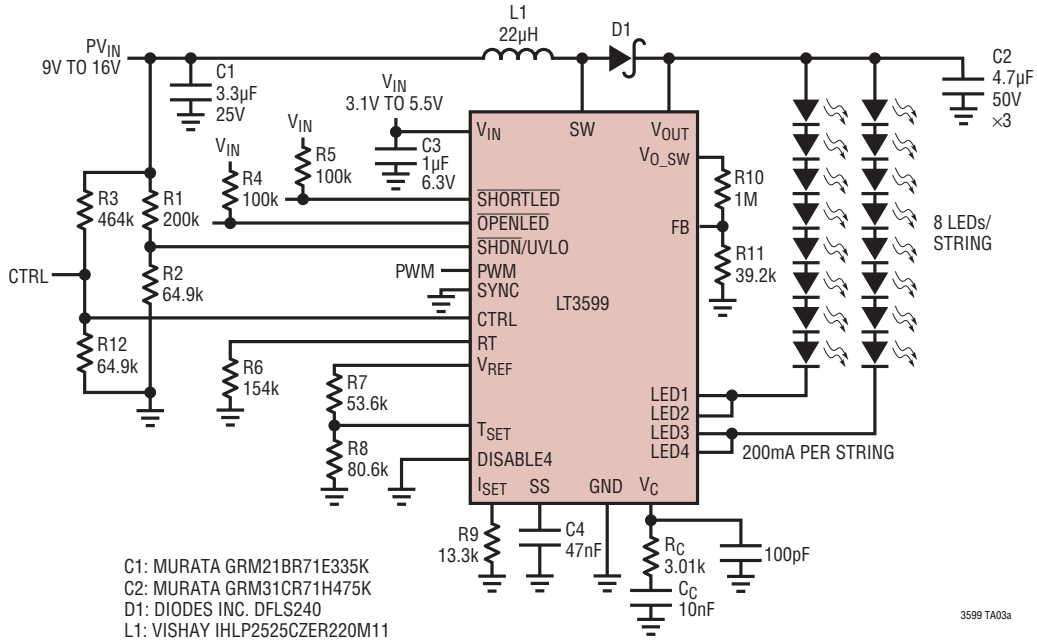 L1
22µH
D1
PVIN
9V TO 16V
C1
3.3µF
25V
VIN
3.1V TO 5.5V
C2
4.7µF
50V
×3
VIN
R5
100k
C3
1µF
6.3V
VIN
R4
100k
VIN
SW
VOUT
VO_SW
R10
1M
R3
464k
R1
200k
SHORTLED
OPENLED
SHDN/UVLO
FB
R11
39.2k
8 LEDs/
STRING
CTRL
R2
64.9k
PWM
PWM
SYNC
LT3599
CTRL
R12
64.9k
RT
VREF
R6
154k
R7
53.6k
LED1
LED2
LED3
LED4
200mA PER STRING
TSET
R8
80.6k
DISABLE4
ISET
SS
GND
VC
R9
13.3k
C4
47nF
RC
3.01k
100pF
CC
10nF
C1: MURATA GRM21BR71E335K
C2: MURATA GRM31CR71H475K
D1: DIODES INC. DFLS240
L1: VISHAY IHLP2525CZER220M11
3599 TA03a